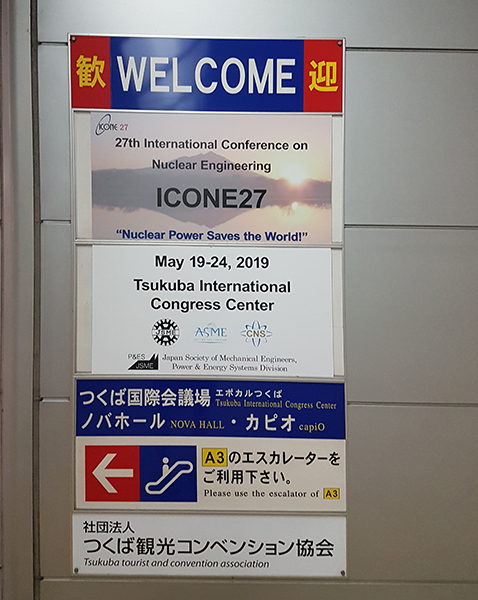 歓 WELCOME 迎
ICONE 27
27th International Conference on
Nuclear Engineering
ICONE27
"Nuclear Power Saves the World!"
May 19-24, 2019
Tsukuba International
Congress Center
JSME ASME CNS
P&ES JSME
Japan Society of Mechanical Engineers,
Power & Energy Systems Division
つくば国際会議場 エポカルつくば
Tsukuba International Congress Center
ノバホール NOVA HALL・カピオ capiO
A3のエスカレーターを
ご利用下さい。
Please use the escalator of A3
社団法人
つくば観光コンベンション協会
Tsukuba tourist and convention association